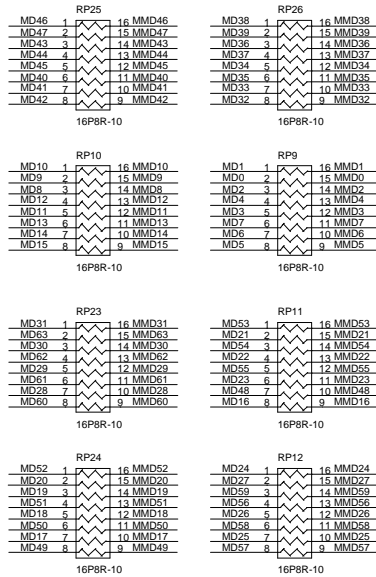 RP25
MD46 1 16 MMD46
MD47 2 15 MMD47
MD43 3 14 MMD43
MD44 4 13 MMD44
MD45 5 12 MMD45
MD40 6 11 MMD40
MD41 7 10 MMD41
MD42 8 9 MMD42
16P8R-10
RP26
MD38 1 16 MMD38
MD39 2 15 MMD39
MD36 3 14 MMD36
MD37 4 13 MMD37
MD34 5 12 MMD34
MD35 6 11 MMD35
MD33 7 10 MMD33
MD32 8 9 MMD32
16P8R-10
RP10
MD10 1 16 MMD10
MD9 2 15 MMD9
MD8 3 14 MMD8
MD12 4 13 MMD12
MD11 5 12 MMD11
MD13 6 11 MMD13
MD14 7 10 MMD14
MD15 8 9 MMD15
16P8R-10
RP9
MD1 1 16 MMD1
MD0 2 15 MMD0
MD2 3 14 MMD2
MD4 4 13 MMD4
MD3 5 12 MMD3
MD7 6 11 MMD7
MD6 7 10 MMD6
MD5 8 9 MMD5
16P8R-10
RP23
MD31 1 16 MMD31
MD63 2 15 MMD63
MD30 3 14 MMD30
MD62 4 13 MMD62
MD29 5 12 MMD29
MD61 6 11 MMD61
MD28 7 10 MMD28
MD60 8 9 MMD60
16P8R-10
RP11
MD53 1 16 MMD53
MD21 2 15 MMD21
MD54 3 14 MMD54
MD22 4 13 MMD22
MD55 5 12 MMD55
MD23 6 11 MMD23
MD48 7 10 MMD48
MD16 8 9 MMD16
16P8R-10
RP24
MD52 1 16 MMD52
MD20 2 15 MMD20
MD19 3 14 MMD19
MD51 4 13 MMD51
MD18 5 12 MMD18
MD50 6 11 MMD50
MD17 7 10 MMD17
MD49 8 9 MMD49
16P8R-10
RP12
MD24 1 16 MMD24
MD27 2 15 MMD27
MD59 3 14 MMD59
MD56 4 13 MMD56
MD26 5 12 MMD26
MD58 6 11 MMD58
MD25 7 10 MMD25
MD57 8 9 MMD57
16P8R-10